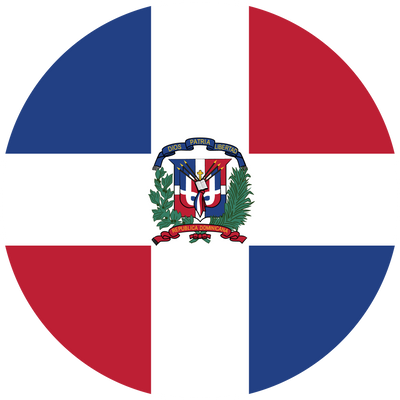 DIOS PATRIA LIBERTAD
REPUBLICA DOMINICANA